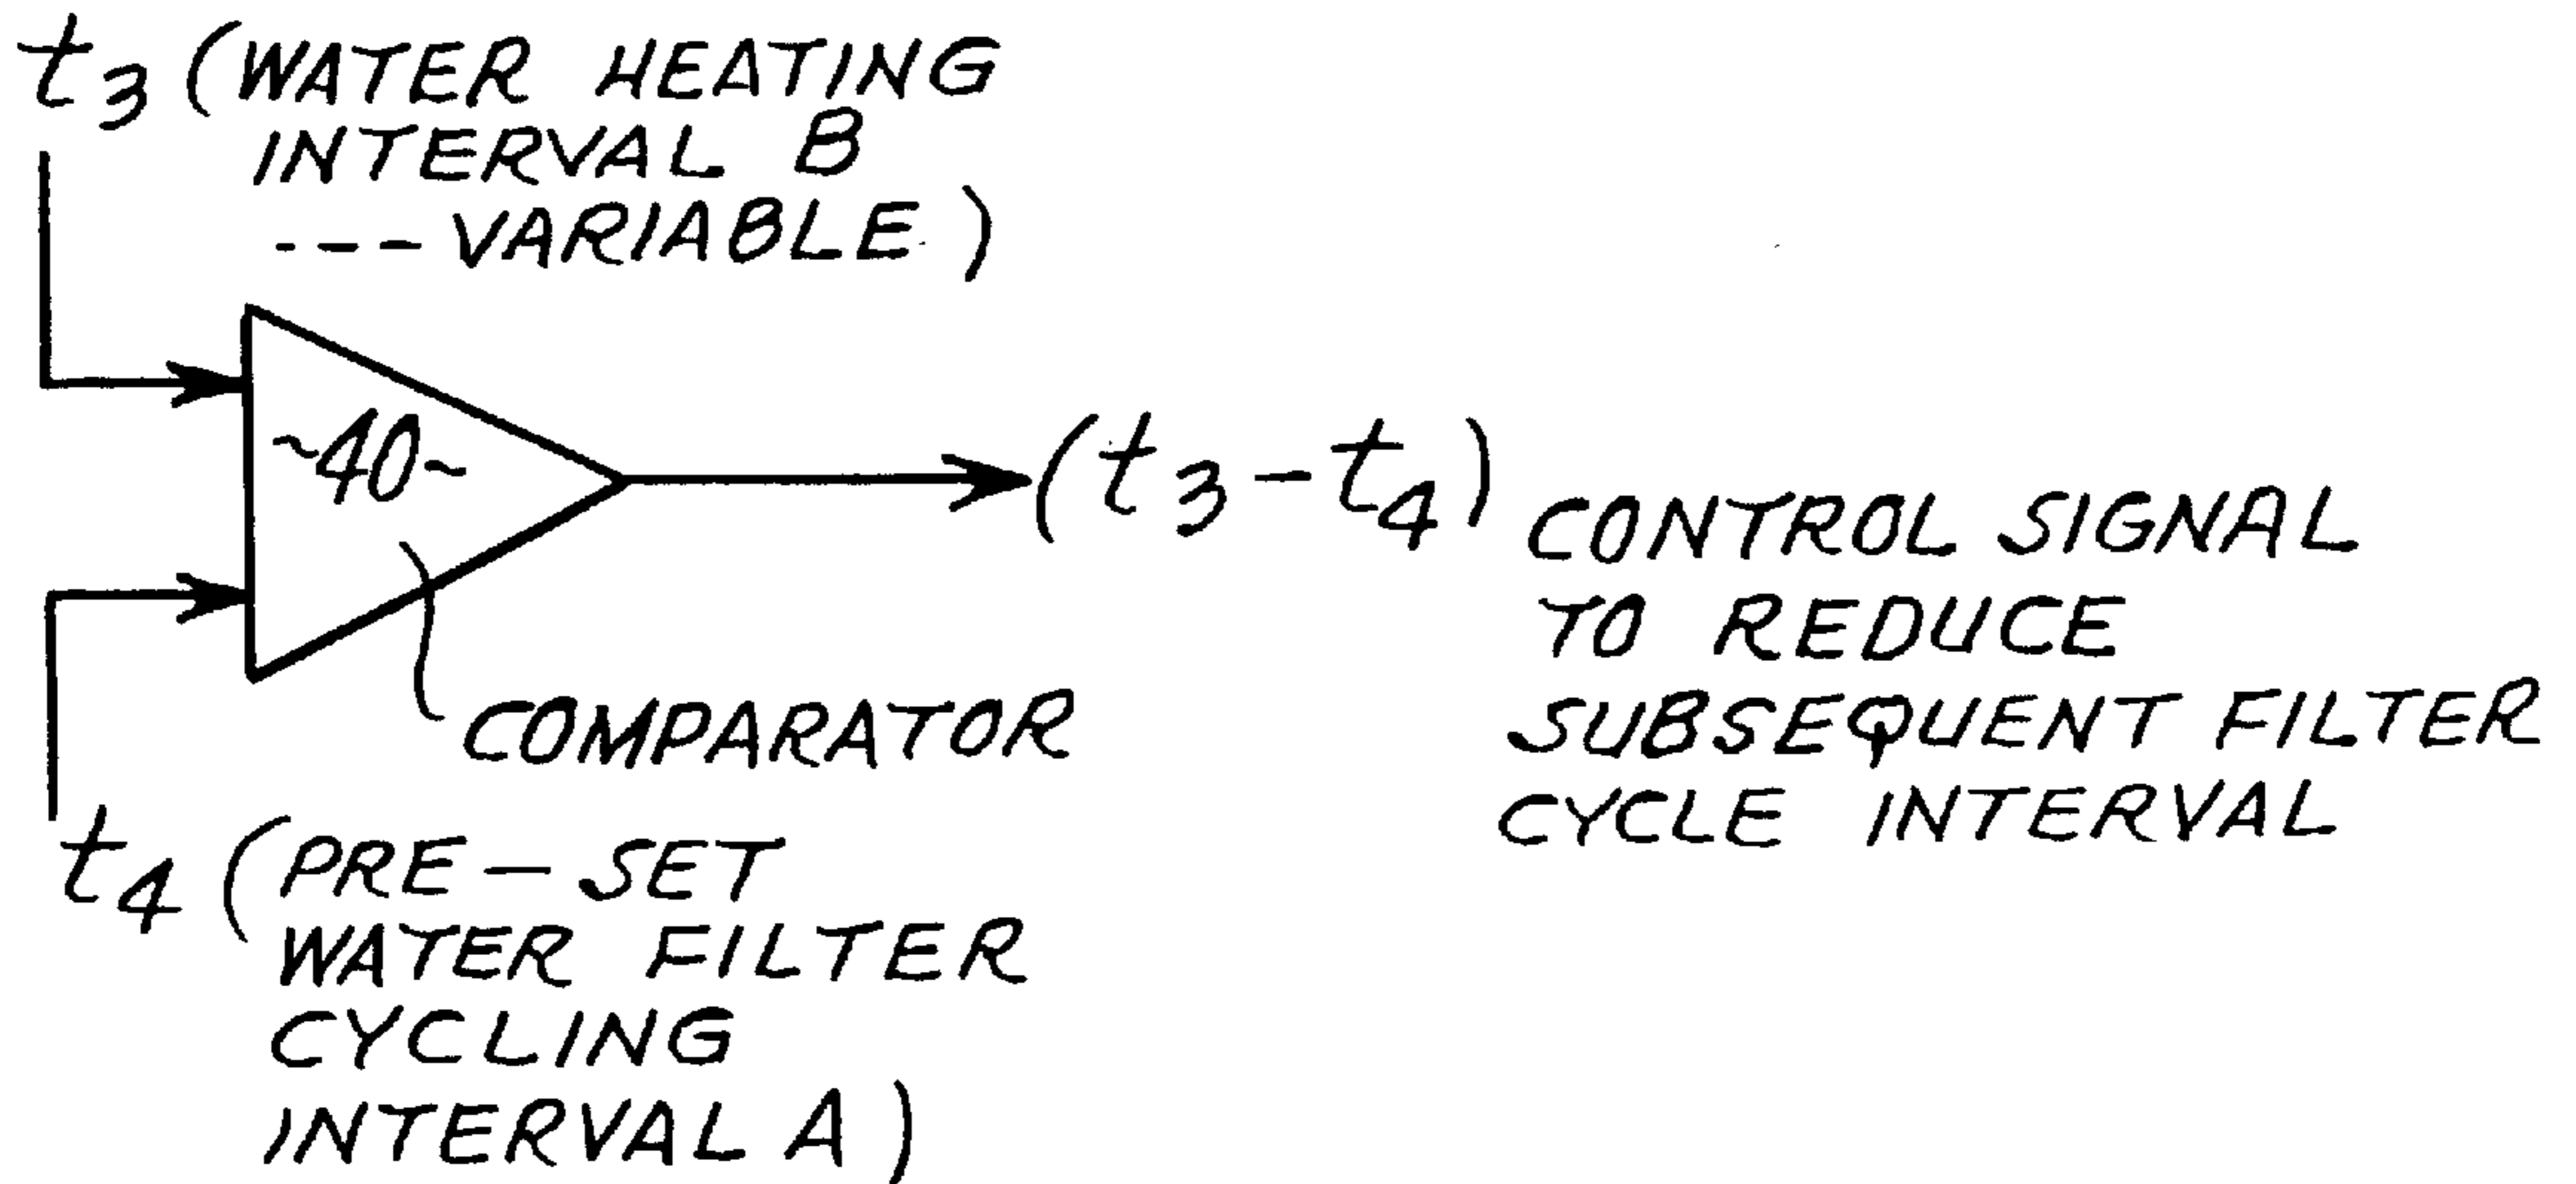 t3 (WATER HEATING
INTERVAL B
--- VARIABLE)
~40~
(t3-t4)
CONTROL SIGNAL
TO REDUCE
SUBSEQUENT FILTER
CYCLE INTERVAL
COMPARATOR
t4 (PRE-SET
WATER FILTER
CYCLING
INTERVAL A)